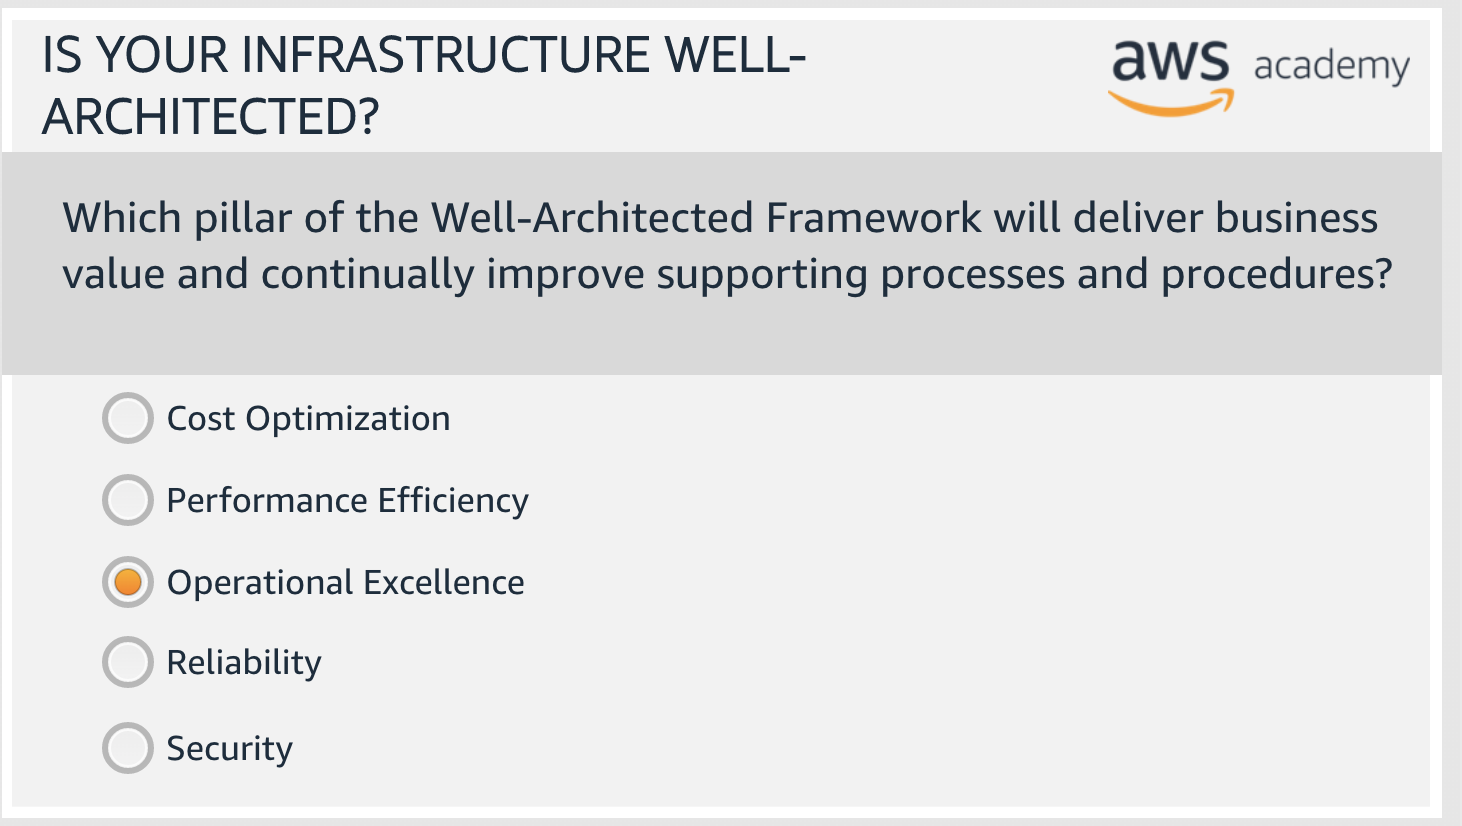 IS YOUR INFRASTRUCTURE WELL-
ARCHITECTED?
aws academy
Which pillar of the Well-Architected Framework will deliver business
value and continually improve supporting processes and procedures?
Cost Optimization
Performance Efficiency
Operational Excellence
Reliability
Security